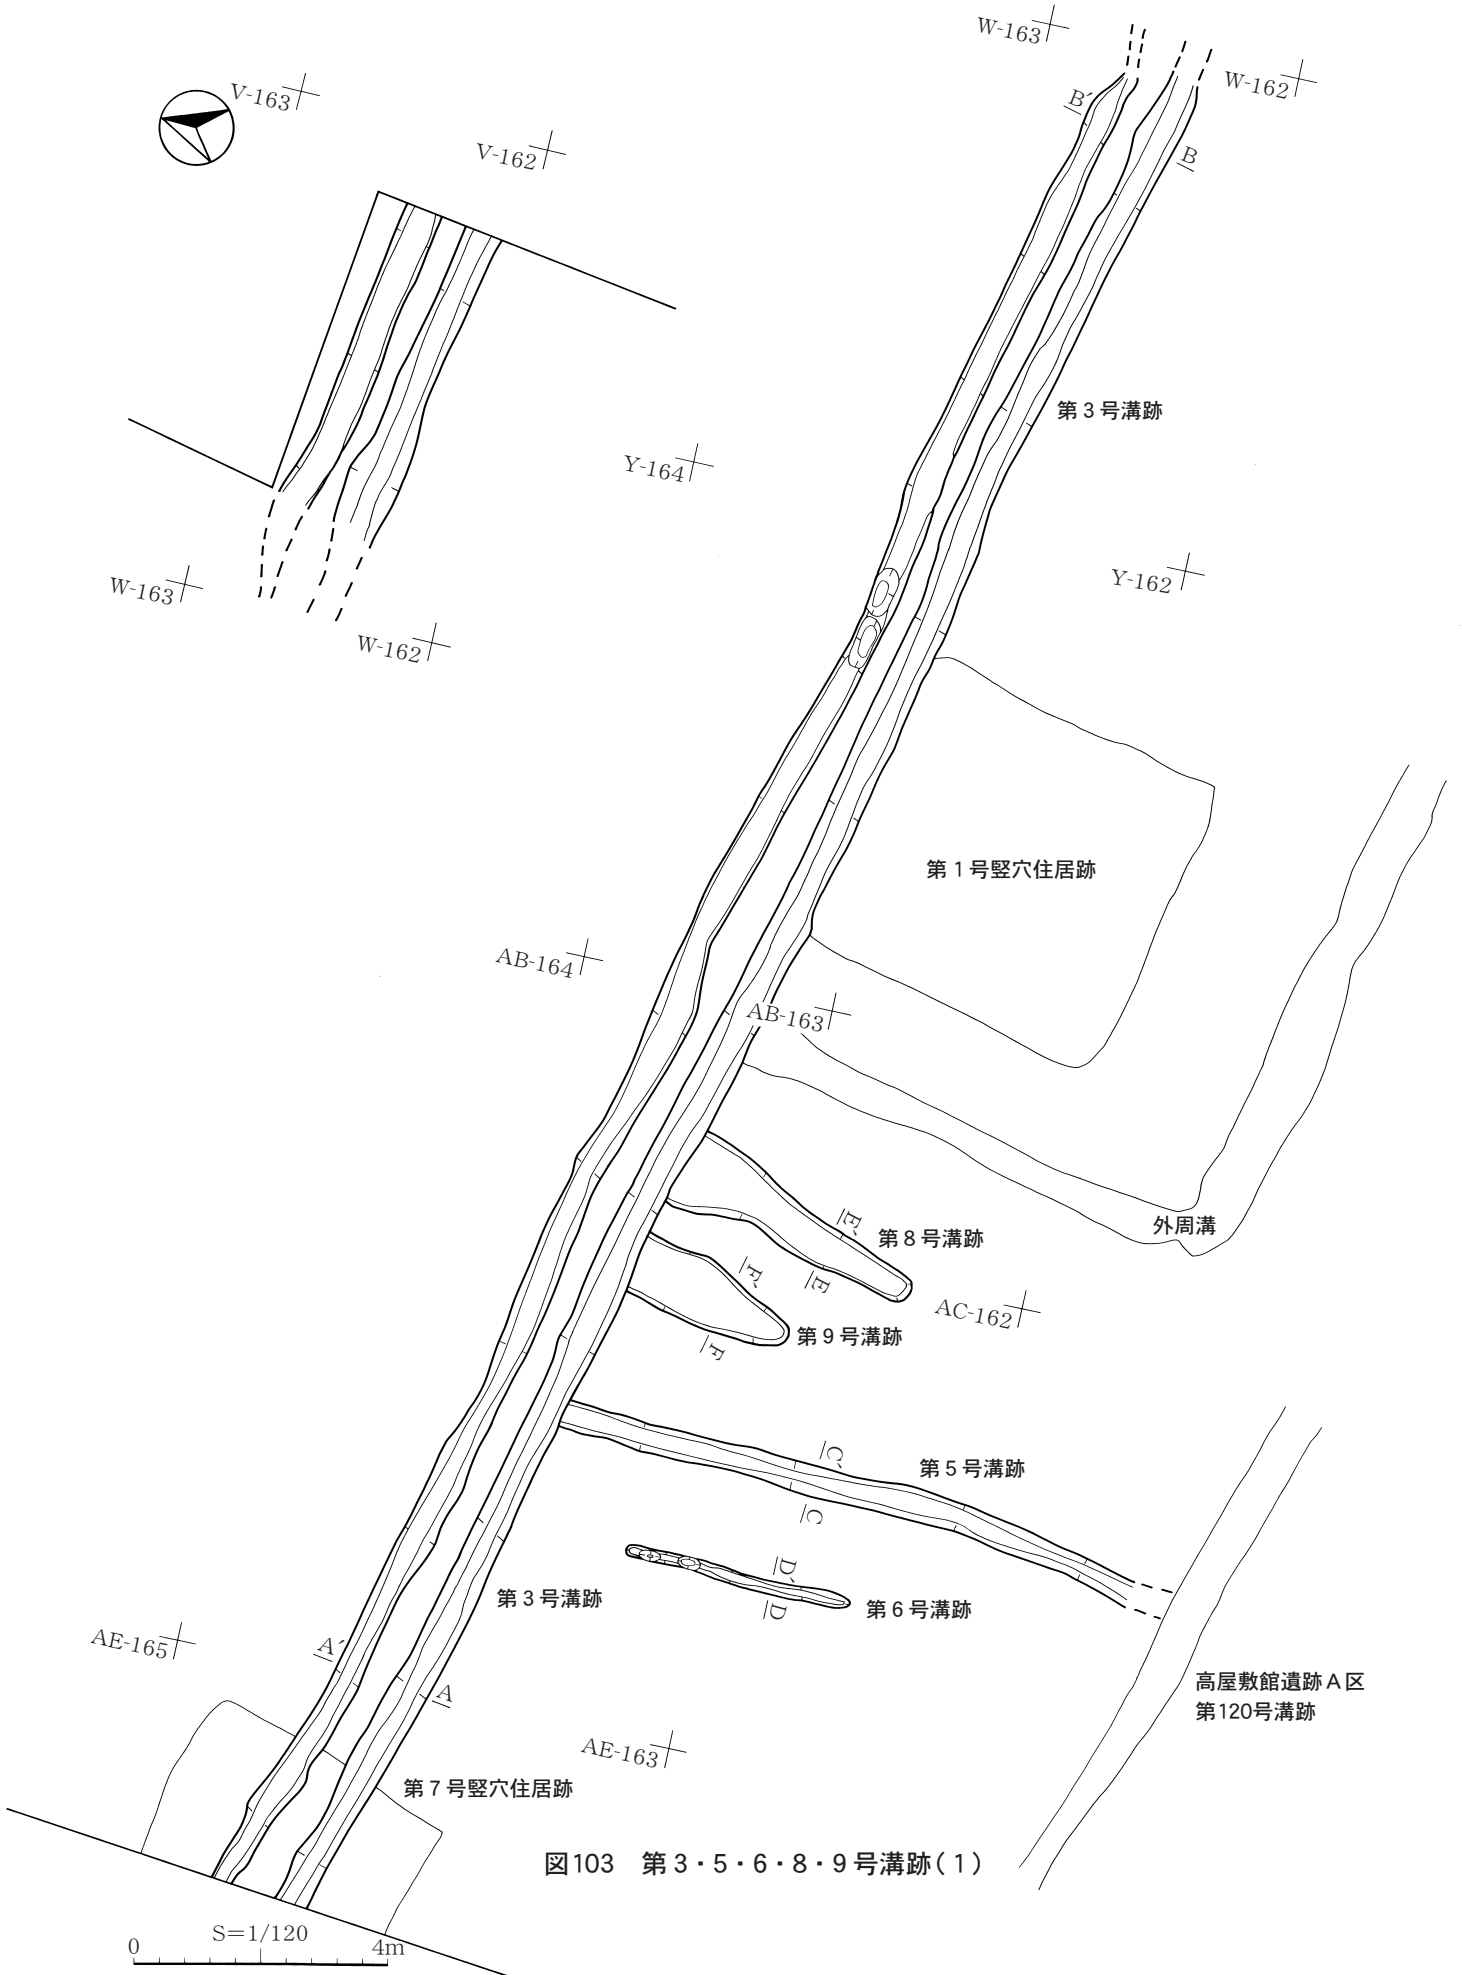 W-163
V-163
W-162
B′
V-162
B
第３号溝跡
Y-164
Y-162
W-163
W-162
第１号竪穴住居跡
AB-164
AB-163
外周溝
E′
第８号溝跡
E
F′
AC-162
第９号溝跡
F
C′
第５号溝跡
C
D′
第３号溝跡
D
第６号溝跡
AE-165
A′
高屋敷館遺跡Ａ区
第120号溝跡
A
AE-163
第７号竪穴住居跡
図103　第３・５・６・８・９号溝跡（１）
S=1/120
0
4m